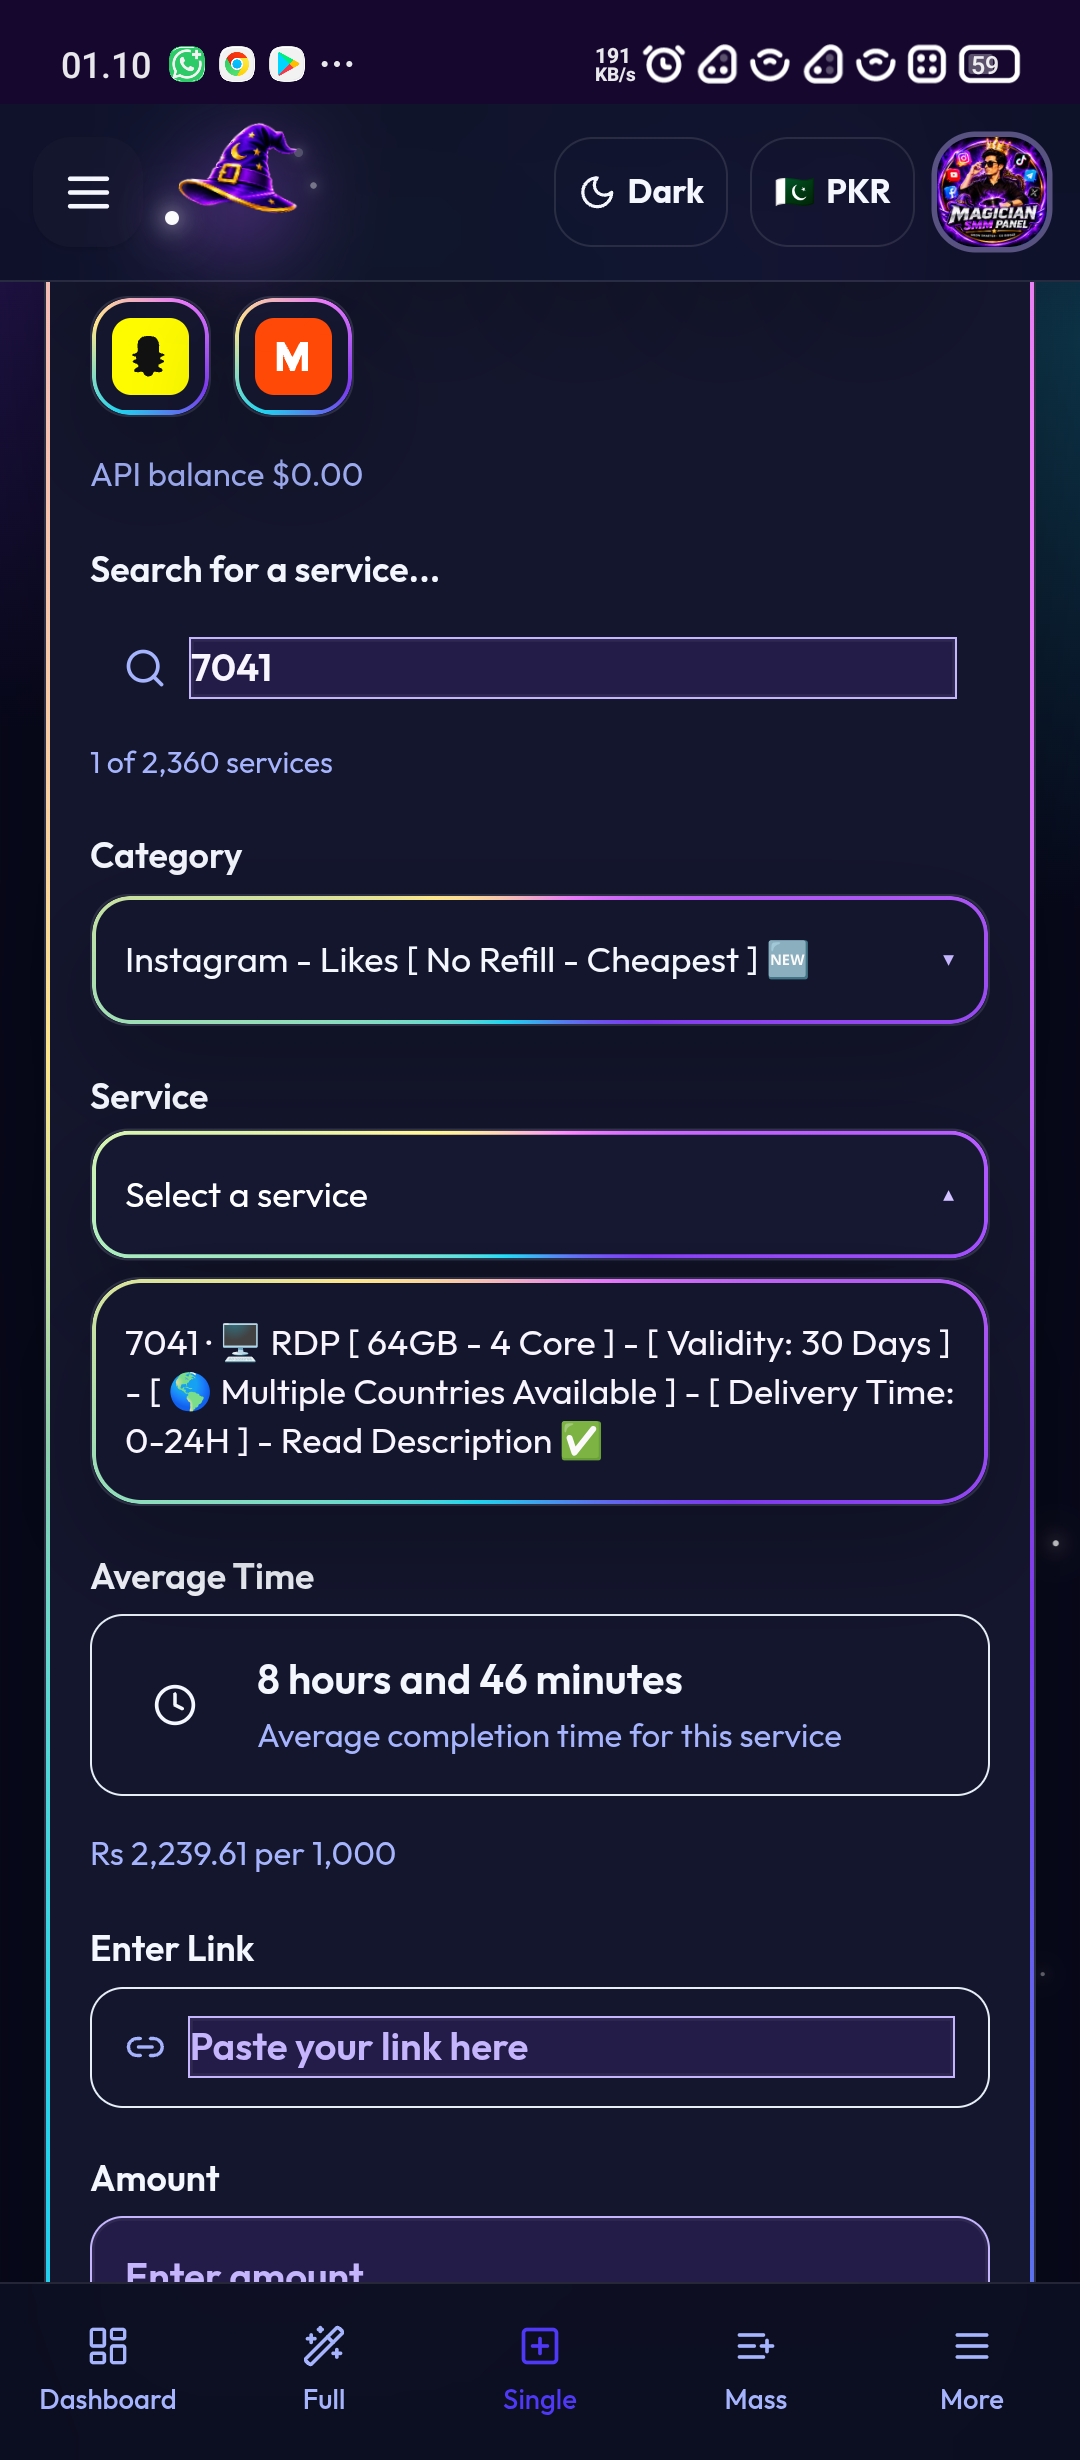 01.10
191
KB/s
59
Dark
PKR
MAGICIAN
SMM PANEL
M
API balance $0.00
Search for a service...
7041
1 of 2,360 services
Category
Instagram - Likes [ No Refill - Cheapest ] 🆕
Service
Select a service
7041 · 🖥️ RDP [ 64GB - 4 Core ] - [ Validity: 30 Days ]
- [ 🌎 Multiple Countries Available ] - [ Delivery Time:
0-24H ] - Read Description ✅
Average Time
8 hours and 46 minutes
Average completion time for this service
Rs 2,239.61 per 1,000
Enter Link
Paste your link here
Amount
Enter amount
Dashboard
Full
Single
Mass
More